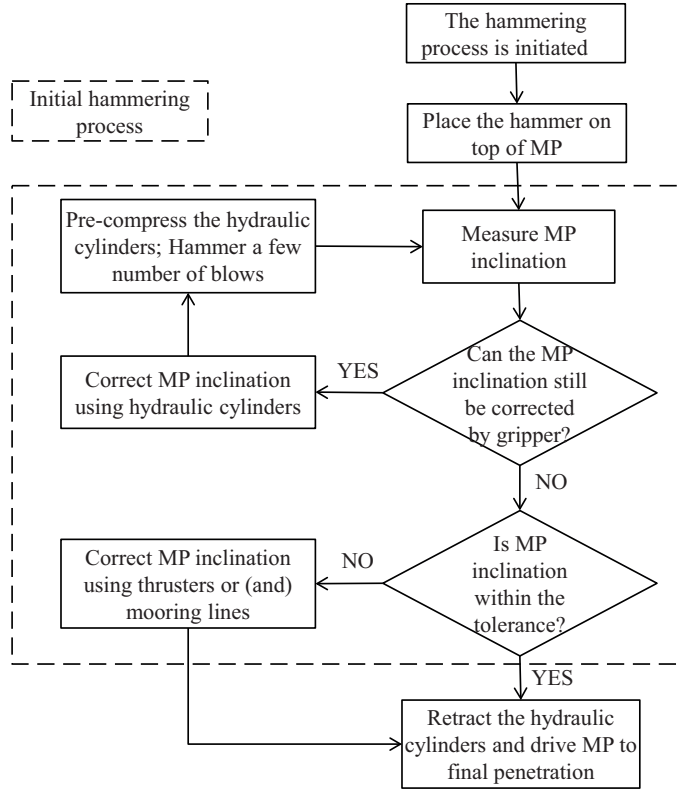 The hammering
process is initiated
Initial hammering
process
Place the hammer on
top of MP
Pre-compress the hydraulic
cylinders; Hammer a few
number of blows
Measure MP
inclination
Can the MP
inclination still
be corrected
by gripper?
YES
Correct MP inclination
using hydraulic cylinders
NO
Is MP
inclination
within the
tolerance?
NO
Correct MP inclination
using thrusters or (and)
mooring lines
YES
Retract the hydraulic
cylinders and drive MP to
final penetration